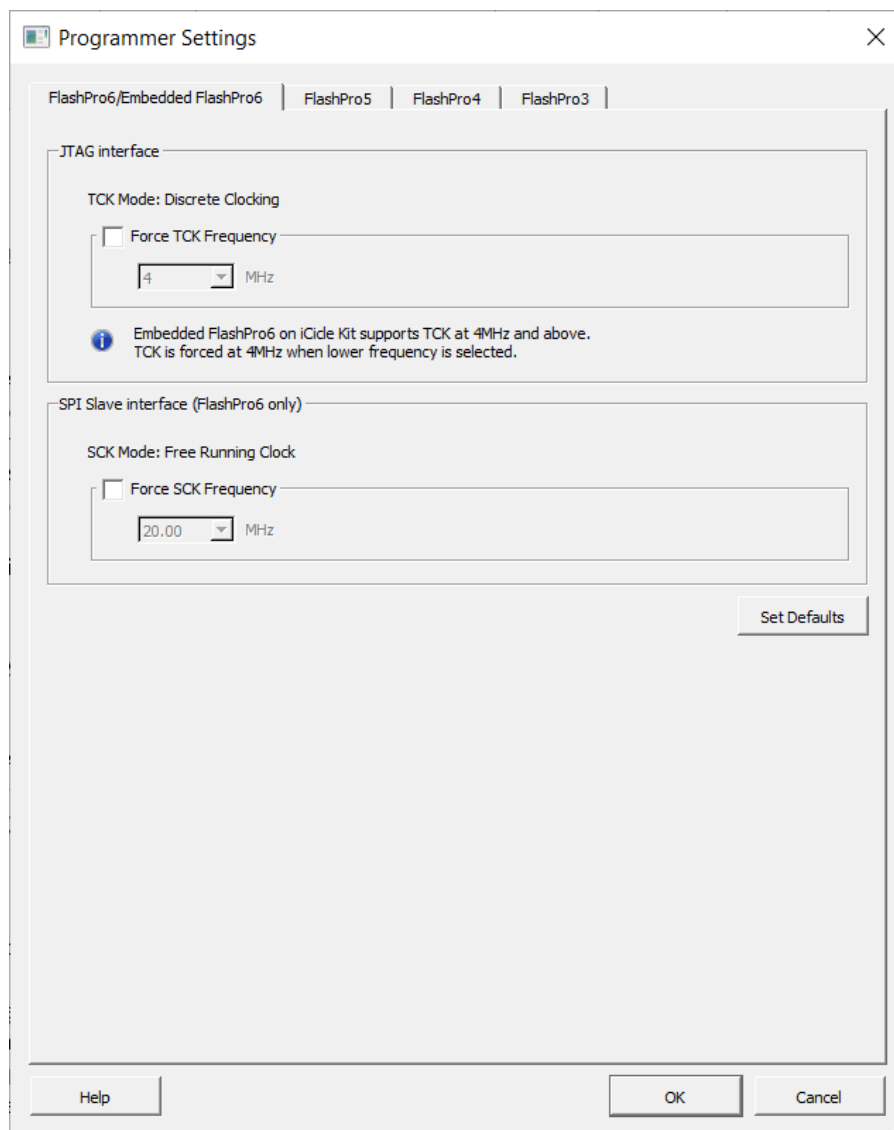 Programmer Settings
FlashPro6/Embedded FlashPro6 FlashPro5 FlashPro4 FlashPro3
JTAG interface
TCK Mode: Discrete Clocking
Force TCK Frequency
4 MHz
Embedded FlashPro6 on iCicle Kit supports TCK at 4MHz and above.
TCK is forced at 4MHz when lower frequency is selected.
SPI Slave interface (FlashPro6 only)
SCK Mode: Free Running Clock
Force SCK Frequency
20.00 MHz
Set Defaults
Help OK Cancel